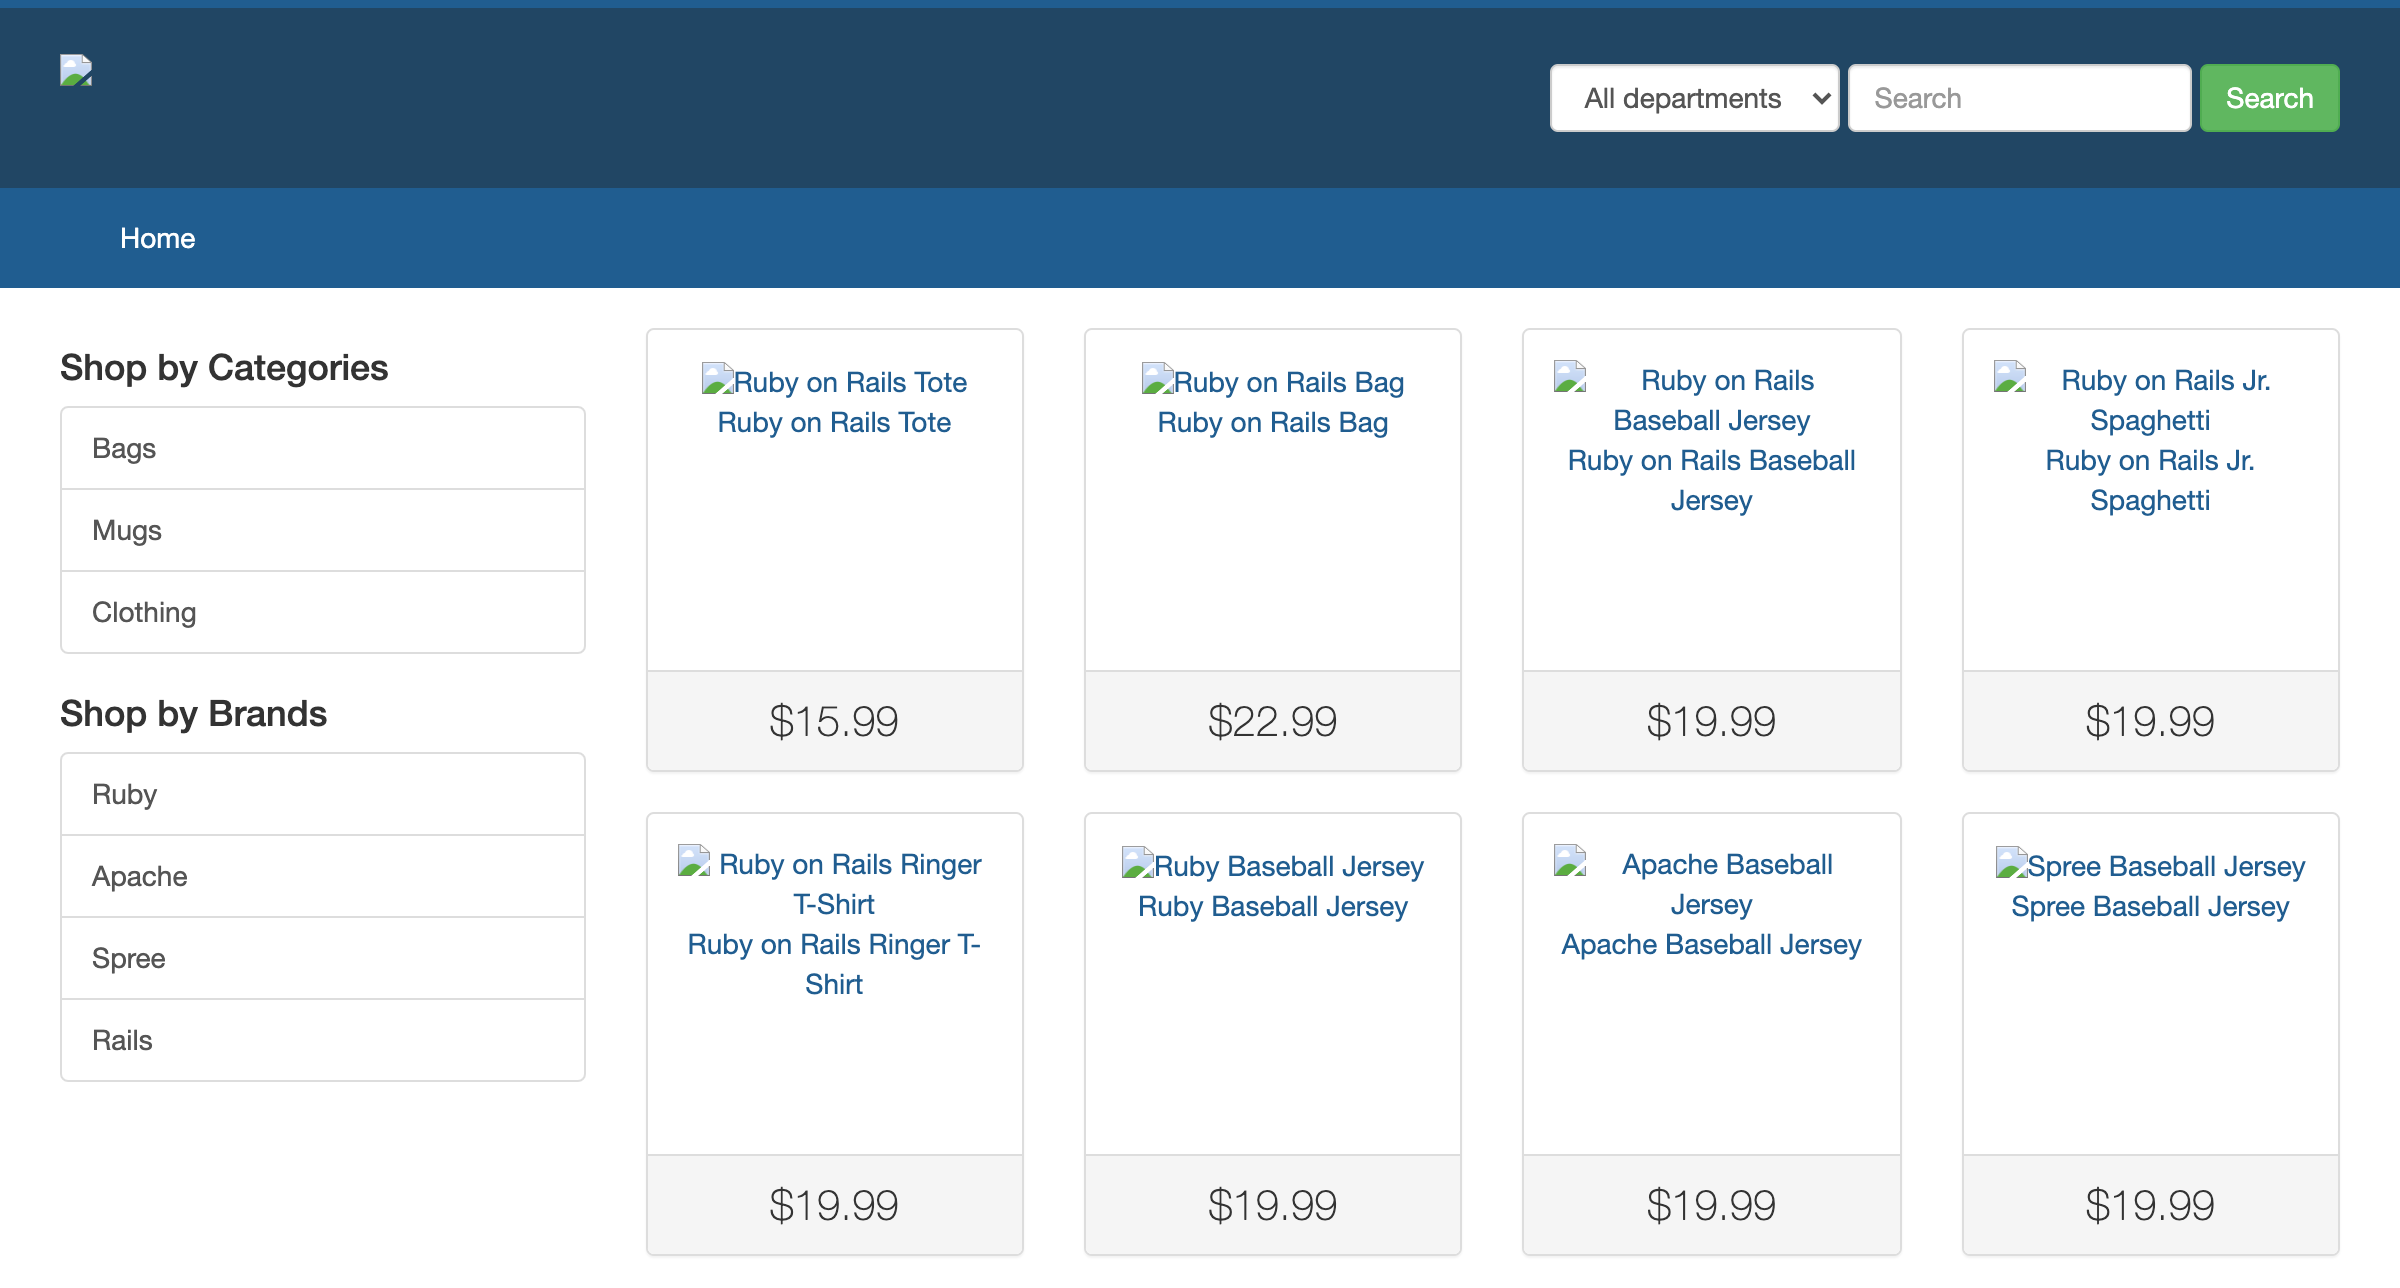 All departments
Search
Search
Home
Shop by Categories
Bags
Mugs
Clothing
Shop by Brands
Ruby
Apache
Spree
Rails
Ruby on Rails Tote
Ruby on Rails Tote
$15.99
Ruby on Rails Bag
Ruby on Rails Bag
$22.99
Ruby on Rails
Baseball Jersey
Ruby on Rails Baseball
Jersey
$19.99
Ruby on Rails Jr.
Spaghetti
Ruby on Rails Jr.
Spaghetti
$19.99
Ruby on Rails Ringer
T-Shirt
Ruby on Rails Ringer T-
Shirt
$19.99
Ruby Baseball Jersey
Ruby Baseball Jersey
$19.99
Apache Baseball
Jersey
Apache Baseball Jersey
$19.99
Spree Baseball Jersey
Spree Baseball Jersey
$19.99